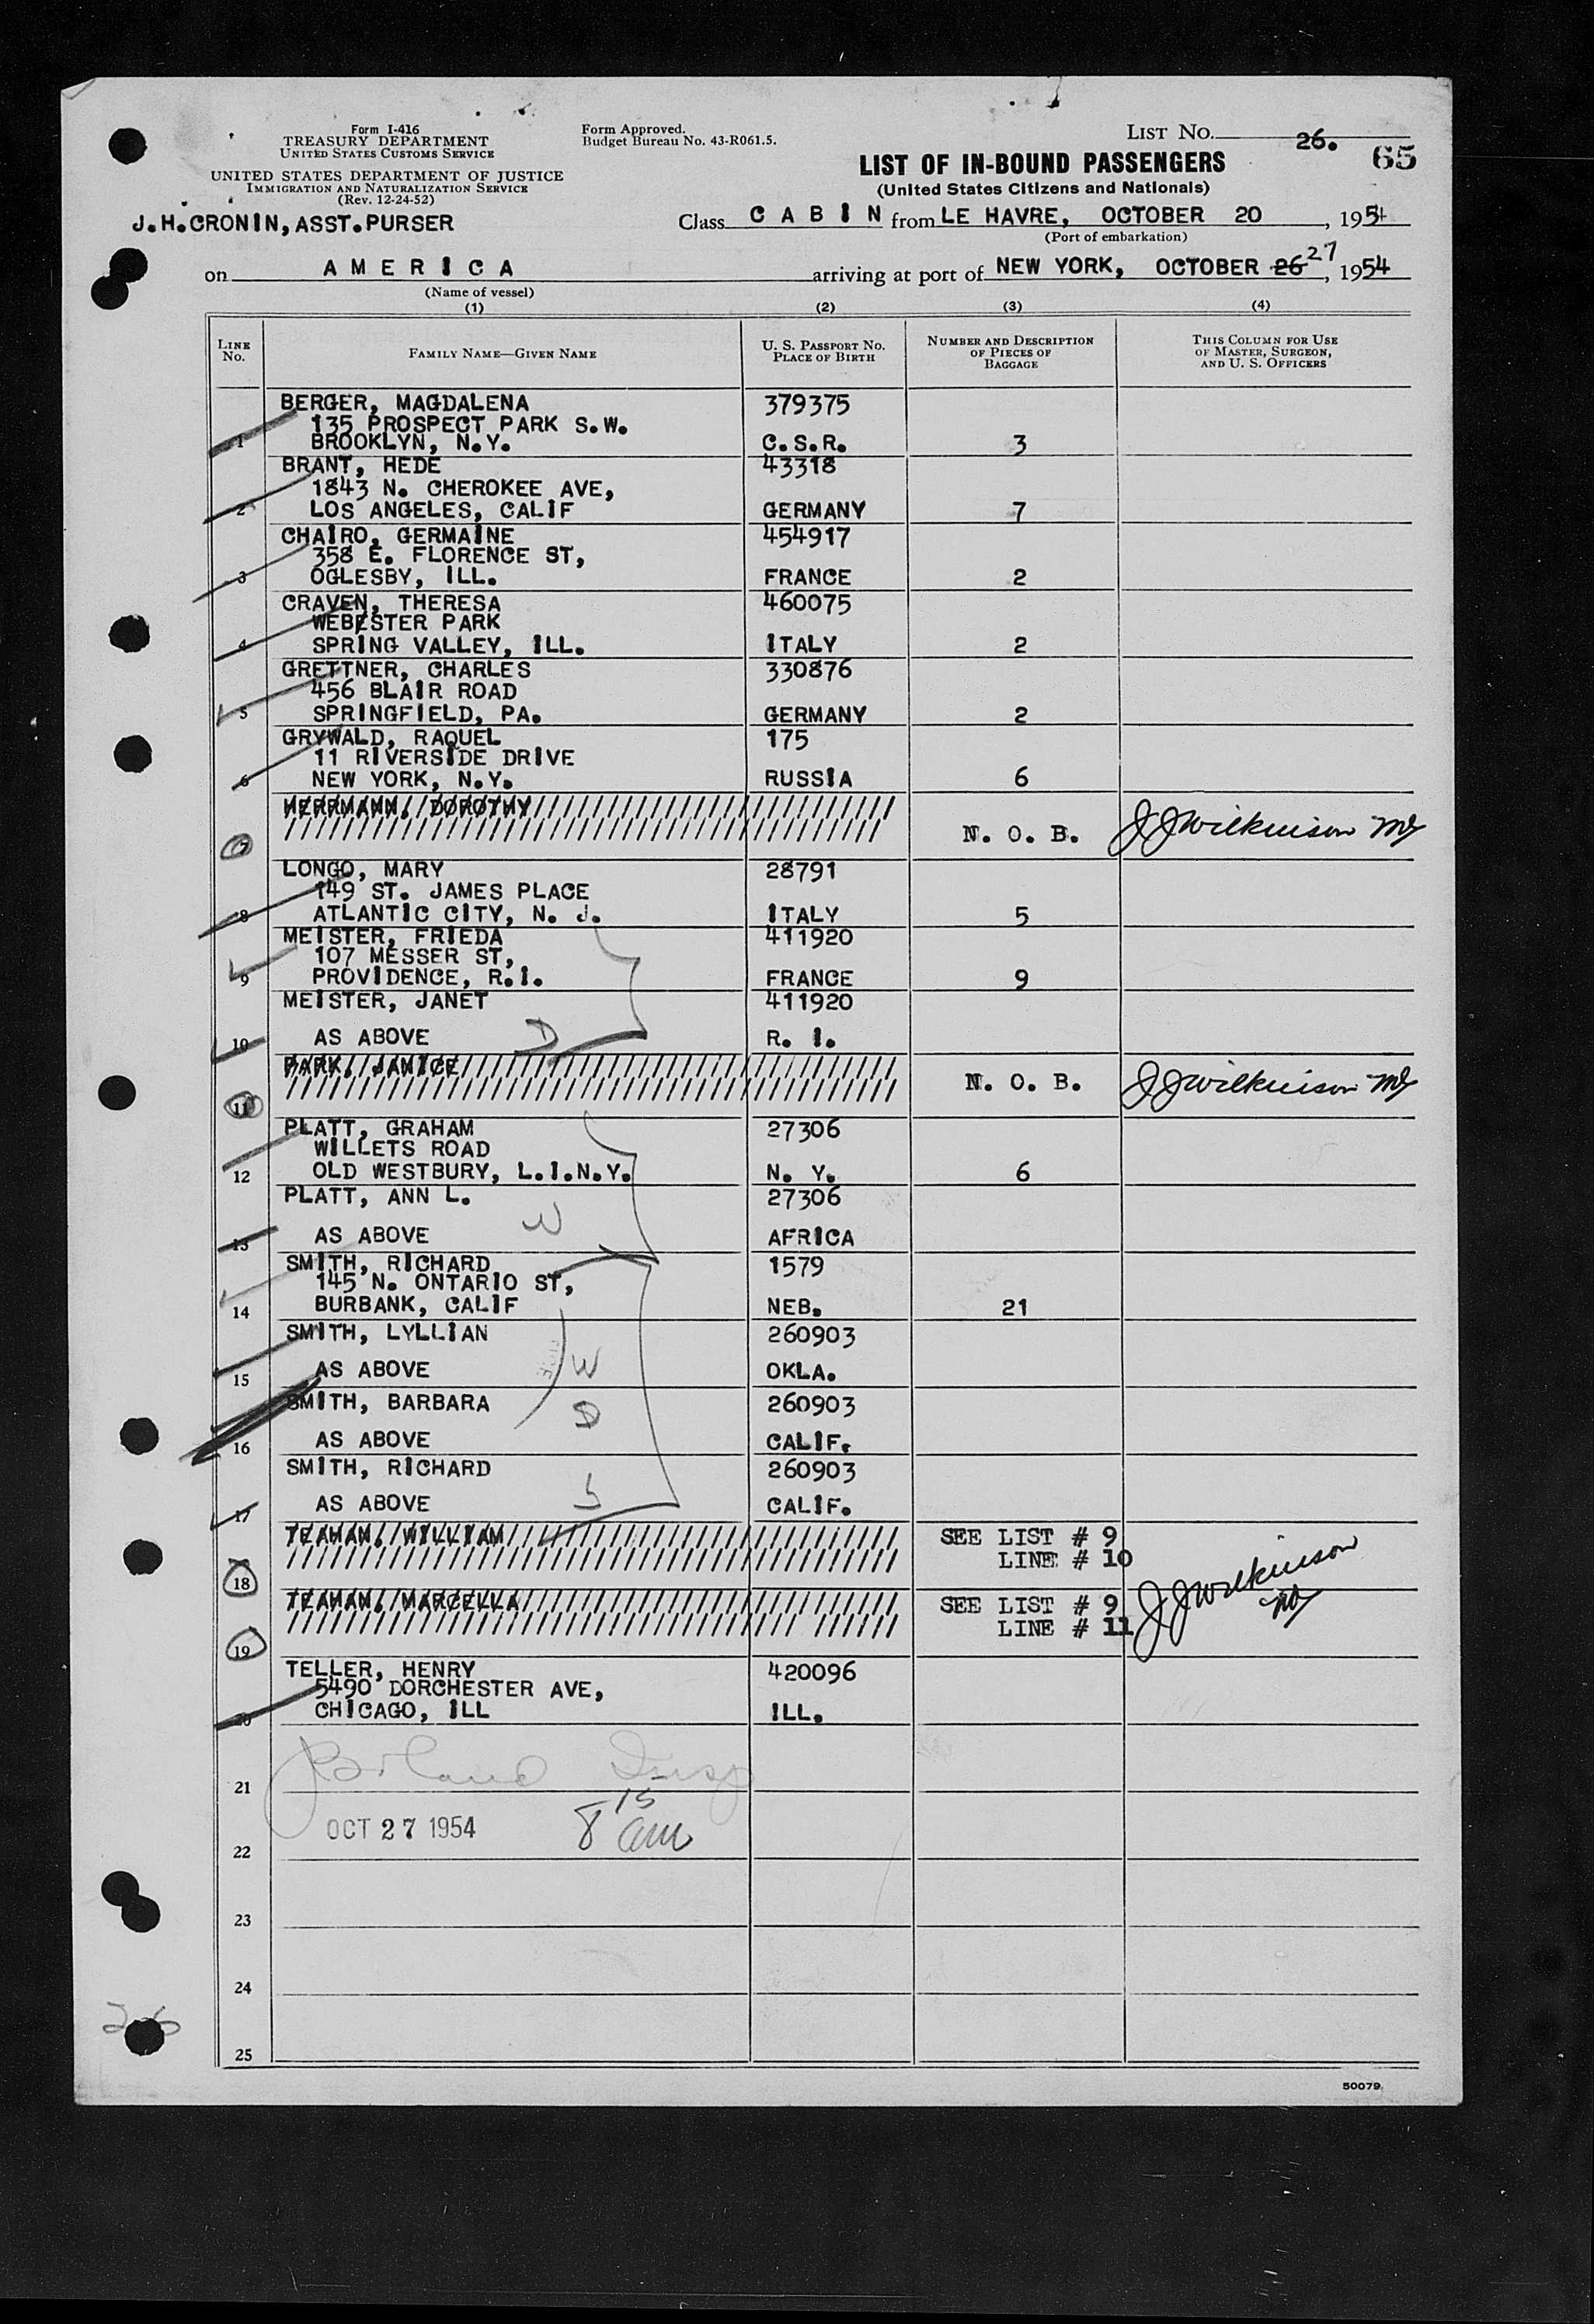 Form I-416
TREASURY DEPARTMENT
UNITED STATES CUSTOMS SERVICE
UNITED STATES DEPARTMENT OF JUSTICE
IMMIGRATION AND NATURALIZATION SERVICE
(Rev. 12-24-52)
Form Approved.
Budget Bureau No. 43-R061.5.
LIST NO. 26.
65
LIST OF IN-BOUND PASSENGERS
(United States Citizens and Nationals)
J.H.CRONIN, ASST.PURSER
Class CABIN from LE HAVRE, OCTOBER 20, 1954
(Port of embarkation)
on AMERICA arriving at port of NEW YORK, OCTOBER 26 27, 1954
(Name of vessel)
(1) (2) (3) (4)
LINE No. FAMILY NAME—GIVEN NAME U. S. PASSPORT NO. PLACE OF BIRTH NUMBER AND DESCRIPTION OF PIECES OF BAGGAGE THIS COLUMN FOR USE OF MASTER, SURGEON, AND U. S. OFFICERS
BERGER, MAGDALENA 379375
135 PROSPECT PARK S.W.
1 BROOKLYN, N.Y. C.S.R. 3
BRANT, HEDE 43318
1843 N. CHEROKEE AVE,
2 LOS ANGELES, CALIF GERMANY 7
CHAIRO, GERMAINE 454917
358 E. FLORENCE ST,
3 OGLESBY, ILL. FRANCE 2
CRAVEN, THERESA 460075
WEBESTER PARK
4 SPRING VALLEY, ILL. ITALY 2
GRETTNER, CHARLES 330876
456 BLAIR ROAD
5 SPRINGFIELD, PA. GERMANY 2
GRYWALD, RAQUEL 175
11 RIVERSIDE DRIVE
6 NEW YORK, N.Y. RUSSIA 6
HERRMANN, DOROTHY
7 N. O. B. JJWilkinson
LONGO, MARY 28791
149 ST. JAMES PLACE
8 ATLANTIC CITY, N. J. ITALY 5
MEISTER, FRIEDA 411920
107 MESSER ST,
9 PROVIDENCE, R.I. FRANCE 9
MEISTER, JANET 411920
10 AS ABOVE D R. I.
PARK, JANICE
11 N. O. B. JJWilkinson
PLATT, GRAHAM 27306
WILLETS ROAD
12 OLD WESTBURY, L.I.N.Y. N. Y. 6
PLATT, ANN L. 27306
13 AS ABOVE W AFRICA
SMITH, RICHARD 1579
145 N. ONTARIO ST,
14 BURBANK, CALIF NEB. 21
SMITH, LYLLIAN 260903
15 AS ABOVE W OKLA.
SMITH, BARBARA D 260903
16 AS ABOVE CALIF.
SMITH, RICHARD 260903
17 AS ABOVE S CALIF.
TEAHAN, WILLIAM SEE LIST # 9
18 LINE # 10
TEAHAN, MARCELLA SEE LIST # 9 JJWilkinson
19 LINE # 11
TELLER, HENRY 420096
5490 DORCHESTER AVE,
20 CHICAGO, ILL ILL.
21
OCT 27 1954 8 15 am
22
23
24
26
25
50079